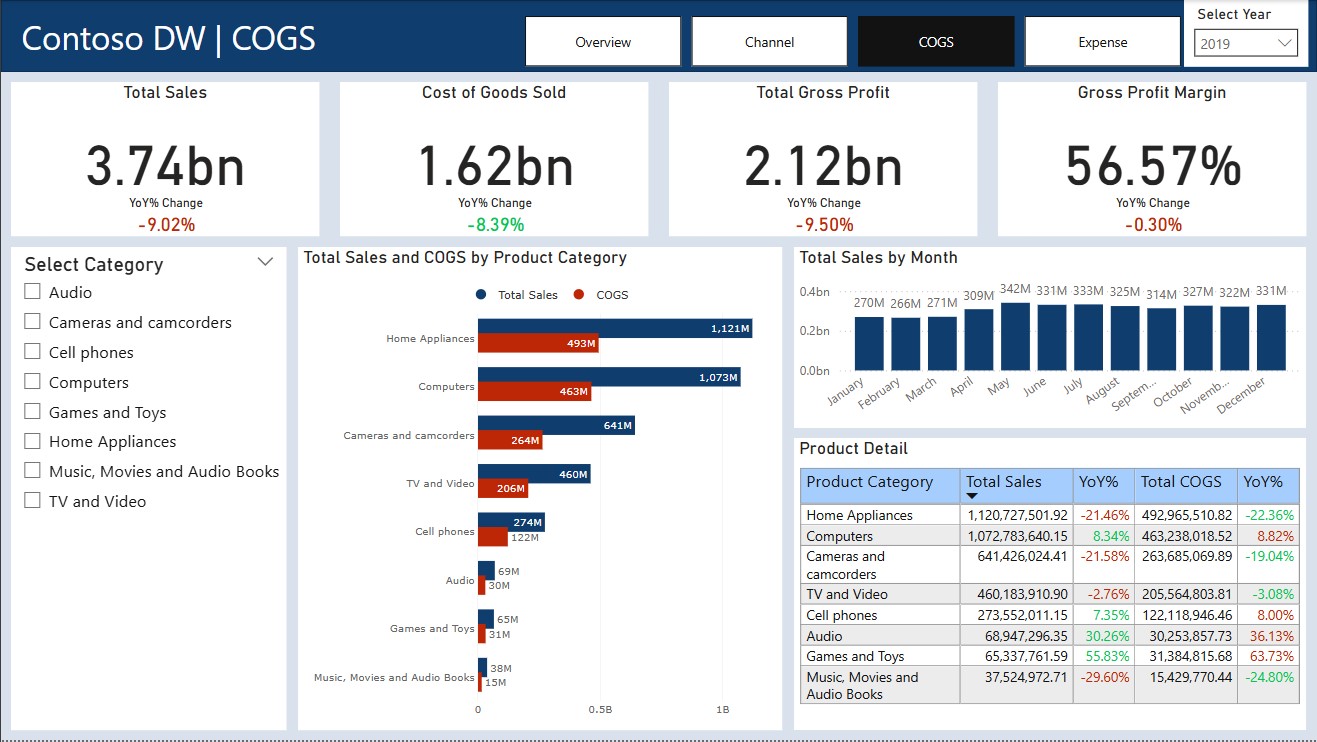 Contoso DW | COGS
Overview
Channel
COGS
Expense
Select Year
2019
Total Sales
3.74bn
YoY% Change
-9.02%
Cost of Goods Sold
1.62bn
YoY% Change
-8.39%
Total Gross Profit
2.12bn
YoY% Change
-9.50%
Gross Profit Margin
56.57%
YoY% Change
-0.30%
Select Category
Audio
Cameras and camcorders
Cell phones
Computers
Games and Toys
Home Appliances
Music, Movies and Audio Books
TV and Video
Total Sales and COGS by Product Category
Total Sales COGS
Home Appliances 1,121M
493M
Computers 1,073M
463M
Cameras and camcorders 641M
264M
TV and Video 460M
206M
Cell phones 274M
122M
Audio 69M
30M
Games and Toys 65M
31M
Music, Movies and Audio Books 38M
15M
0 0.5B 1B
Total Sales by Month
0.4bn
0.2bn
0.0bn
270M 266M 271M 309M 342M 331M 333M 325M 314M 327M 322M 331M
January February March April May June July August Septem... October Novemb... December
Product Detail
Product Category Total Sales YoY% Total COGS YoY%
Home Appliances 1,120,727,501.92 -21.46% 492,965,510.82 -22.36%
Computers 1,072,783,640.15 8.34% 463,238,018.52 8.82%
Cameras and 641,426,024.41 -21.58% 263,685,069.89 -19.04%
camcorders
TV and Video 460,183,910.90 -2.76% 205,564,803.81 -3.08%
Cell phones 273,552,011.15 7.35% 122,118,946.46 8.00%
Audio 68,947,296.35 30.26% 30,253,857.73 36.13%
Games and Toys 65,337,761.59 55.83% 31,384,815.68 63.73%
Music, Movies and 37,524,972.71 -29.60% 15,429,770.44 -24.80%
Audio Books